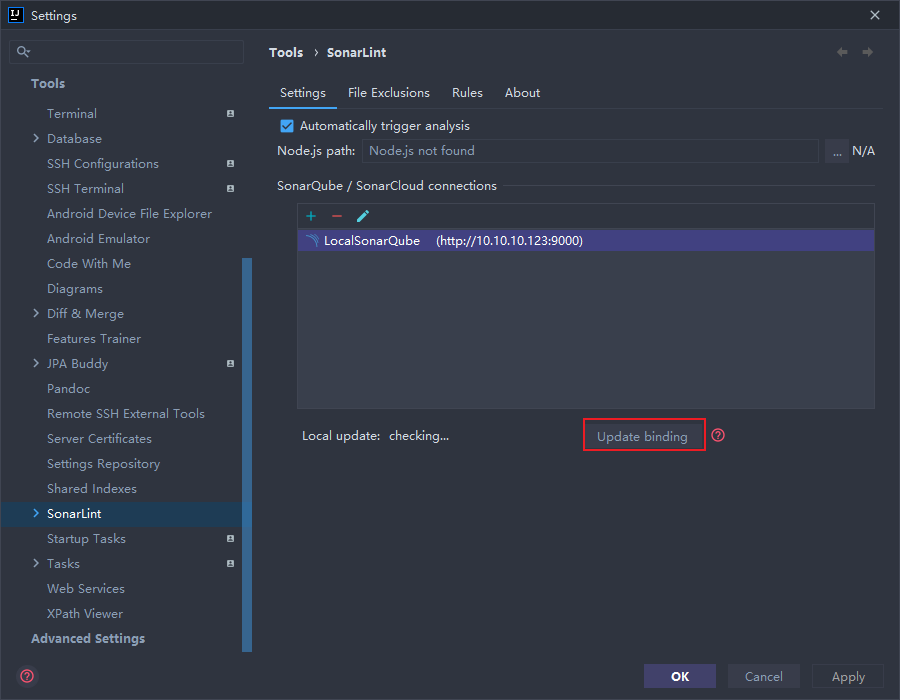 IJ Settings
Tools › SonarLint
Tools
Terminal
Database
SSH Configurations
SSH Terminal
Android Device File Explorer
Android Emulator
Code With Me
Diagrams
Diff & Merge
Features Trainer
JPA Buddy
Pandoc
Remote SSH External Tools
Server Certificates
Settings Repository
Shared Indexes
SonarLint
Startup Tasks
Tasks
Web Services
XPath Viewer
Advanced Settings
Settings File Exclusions Rules About
Automatically trigger analysis
Node.js path: Node.js not found ... N/A
SonarQube / SonarCloud connections
LocalSonarQube (http://10.10.10.123:9000)
Local update: checking... Update binding ?
? OK Cancel Apply